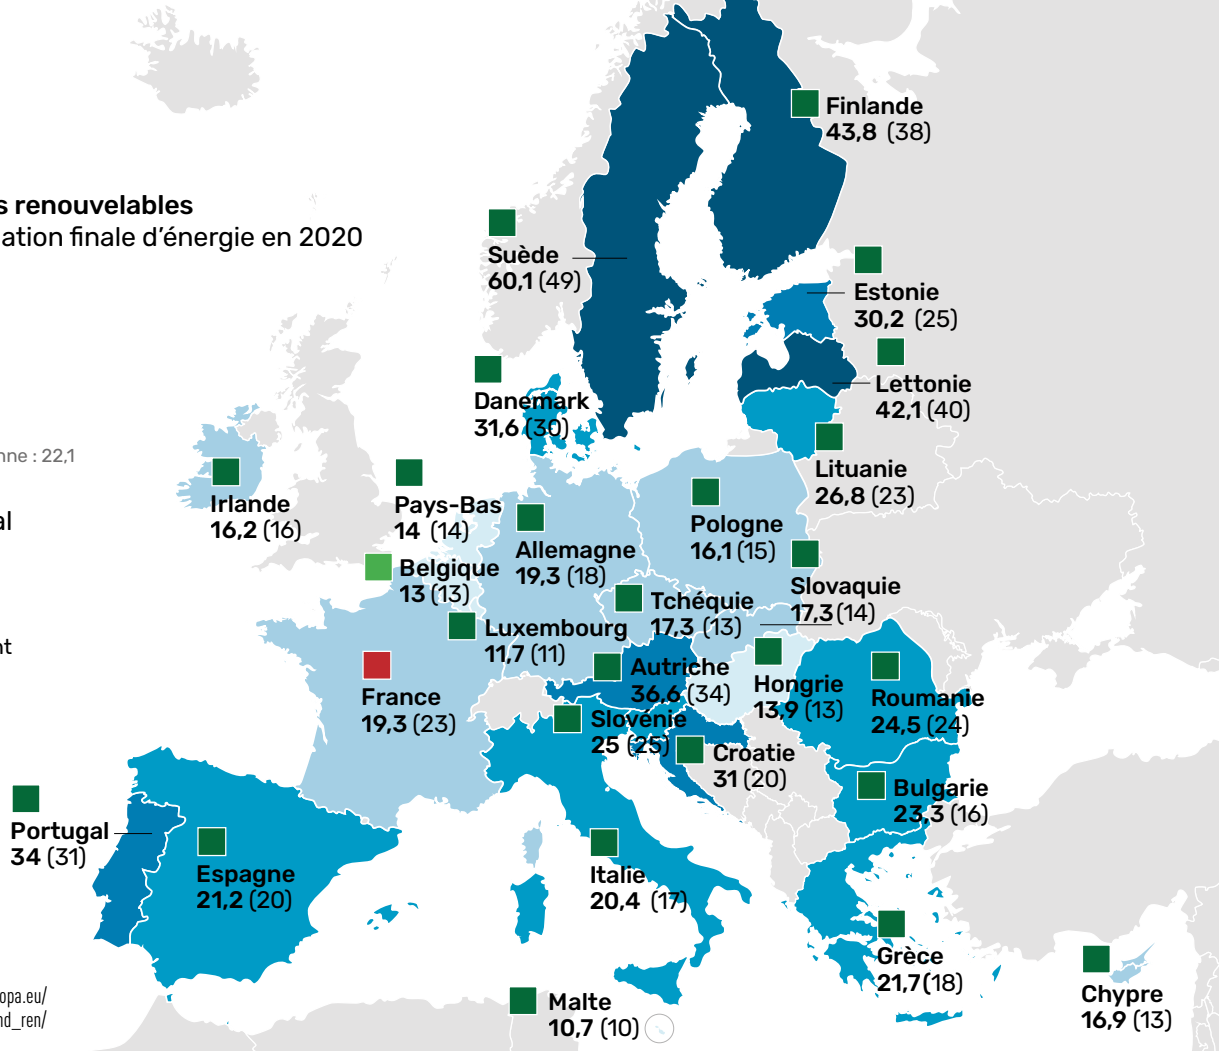 Finlande
43,8 (38)
s renouvelables
ation finale d’énergie en 2020
Suède
60,1 (49)
Estonie
30,2 (25)
Lettonie
42,1 (40)
Danemark
31,6 (30)
nne : 22,1
Lituanie
26,8 (23)
Irlande
16,2 (16)
Pays-Bas
14 (14)
al
Pologne
16,1 (15)
Allemagne
19,3 (18)
Belgique
13 (13)
Slovaquie
17,3 (14)
Tchéquie
17,3 (13)
Luxembourg
11,7 (11)
nt
Autriche
36,6 (34)
Hongrie
13,9 (13)
France
19,3 (23)
Roumanie
24,5 (24)
Slovénie
25 (25)
Croatie
31 (20)
Bulgarie
23,3 (16)
Portugal
34 (31)
Espagne
21,2 (20)
Italie
20,4 (17)
Grèce
21,7 (18)
opa.eu/
nd_ren/
Malte
10,7 (10)
Chypre
16,9 (13)